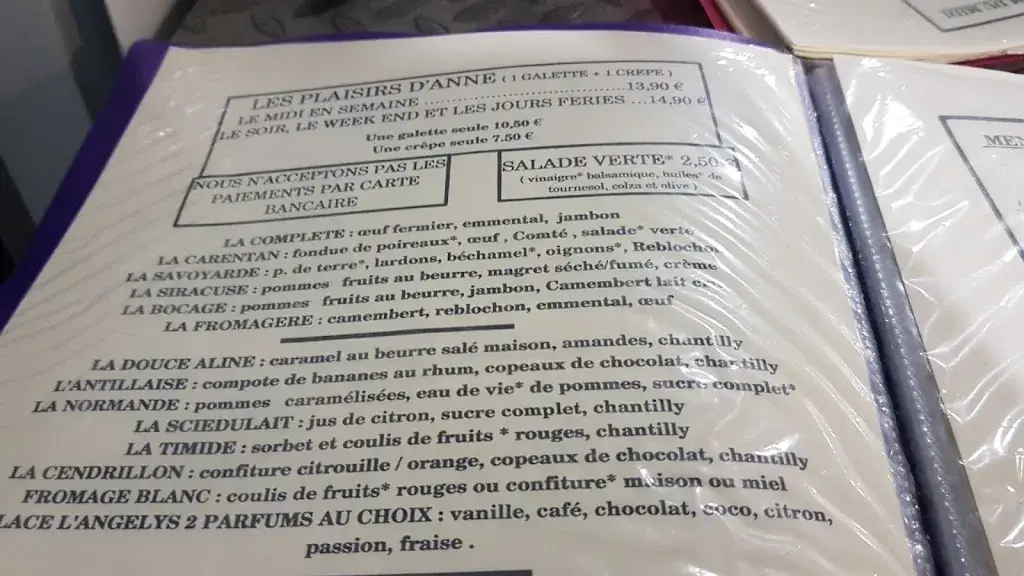 LES PLAISIRS D'ANNE ( 1 GALETTE + 1 CREPE )
LE MIDI EN SEMAINE ......................................13,90 €
LE SOIR, LE WEEK END ET LES JOURS FERIES ...14,90 €
Une galette seule 10,50 €
Une crêpe seule 7.50 €
NOUS N'ACCEPTONS PAS LES
PAIEMENTS PAR CARTE
BANCAIRE
SALADE VERTE* 2,50 €
( vinaigre* balsamique, huiles* de
tournesol, colza et olive )
LA COMPLETE : œuf fermier, emmental, jambon
LA CARENTAN : fondue de poireaux*, œuf , Comté , salade* verte
LA SAVOYARDE : p. de terre*, lardons, béchamel*, oignons*, Reblochon
LA SIRACUSE : pommes fruits au beurre, magret séché/fumé, crème
LA BOCAGE : pommes fruits au beurre, jambon, Camembert lait
LA FROMAGERE : camembert, reblochon, emmental, œuf
LA DOUCE ALINE : caramel au beurre salé maison, amandes, chantilly
L'ANTILLAISE : compote de bananes au rhum, copeaux de chocolat, chantilly
LA NORMANDE : pommes caramélisées, eau de vie* de pommes, sucre complet*
LA SCIEDULAIT : jus de citron, sucre complet, chantilly
LA TIMIDE : sorbet et coulis de fruits * rouges, chantilly
LA CENDRILLON : confiture citrouille / orange, copeaux de chocolat, chantilly
FROMAGE BLANC : coulis de fruits* rouges ou confiture* maison ou miel
LACE L'ANGELYS 2 PARFUMS AU CHOIX : vanille, café, chocolat, coco, citron,
passion, fraise .
MEN